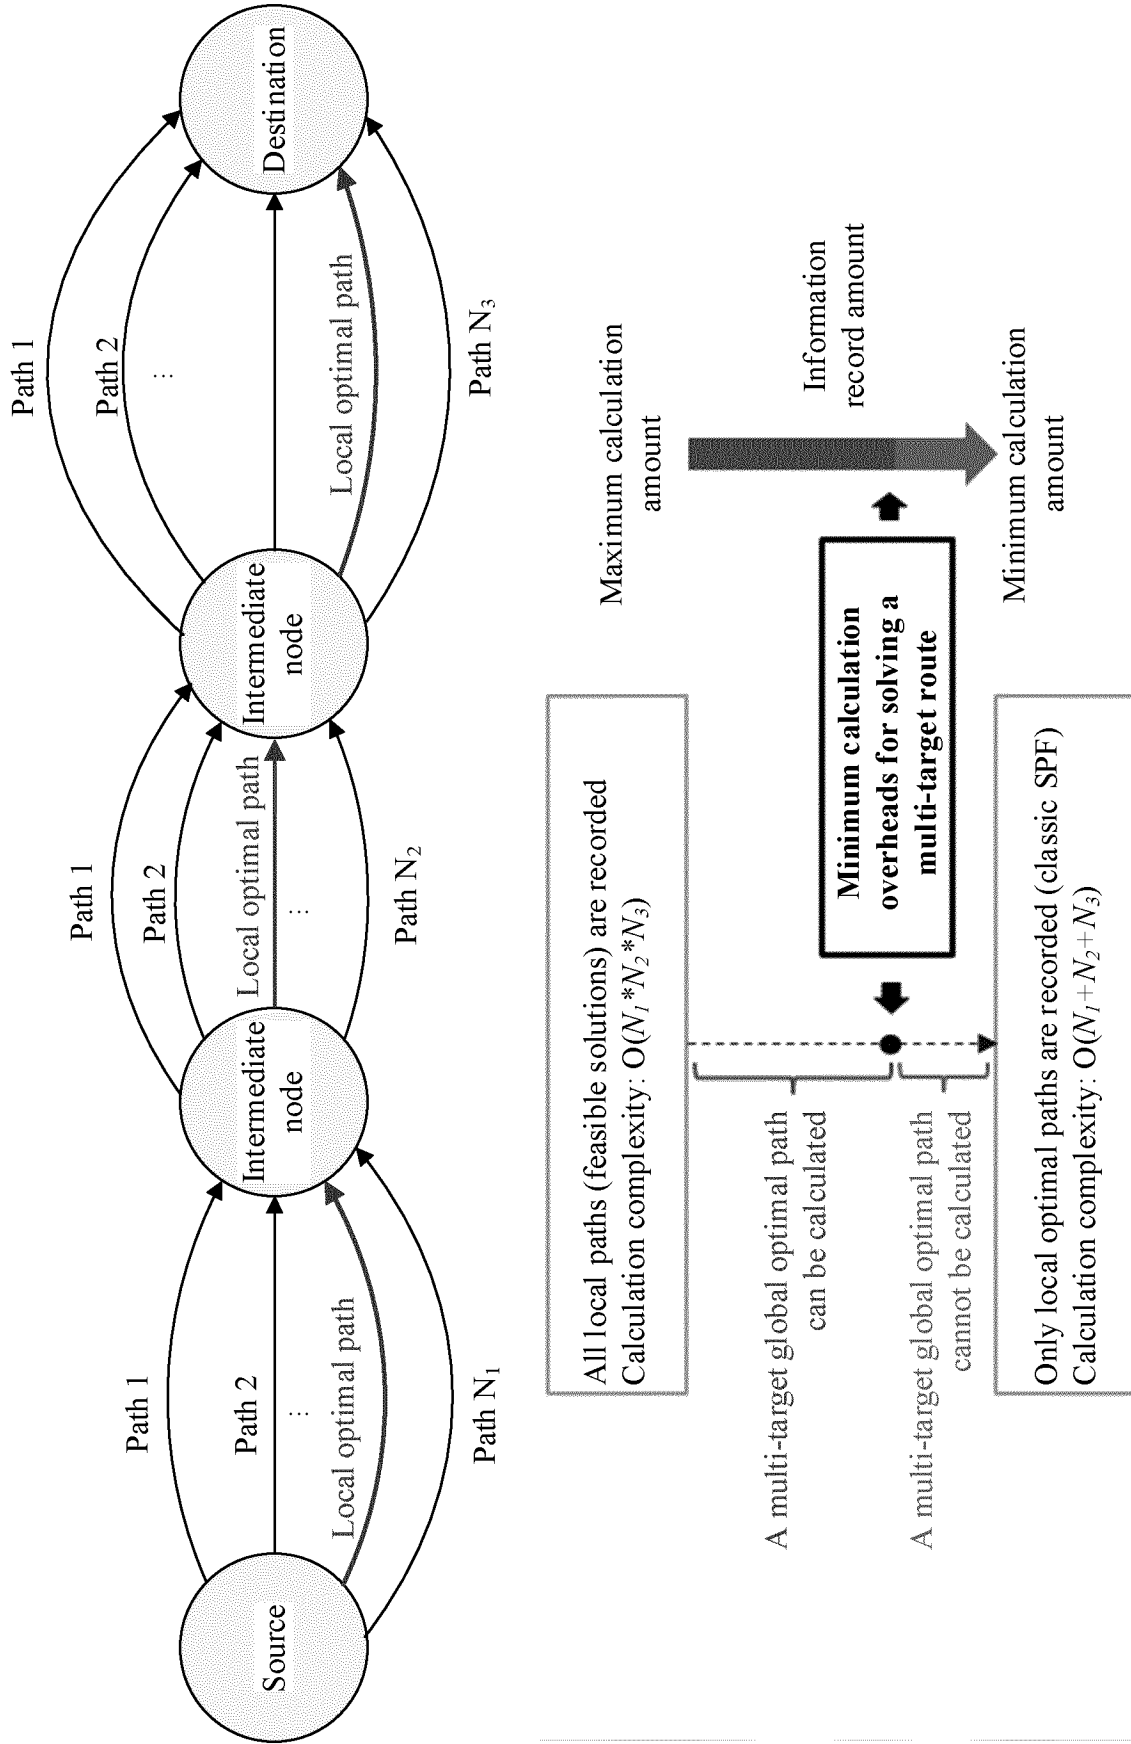 Source
Path 1
Path 2
⋮
Local optimal path
Path N₁
Intermediate
node
Path 1
Path 2
Local optimal path
⋮
Path N₂
Intermediate
node
Path 1
Path 2
⋮
Local optimal path
Path N₃
Destination
All local paths (feasible solutions) are recorded
Calculation complexity: O(N₁*N₂*N₃)
Maximum calculation
amount
A multi-target global optimal path
can be calculated
A multi-target global optimal path
cannot be calculated
Minimum calculation
overheads for solving a
multi-target route
Information
record amount
Only local optimal paths are recorded (classic SPF)
Calculation complexity: O(N₁+N₂+N₃)
Minimum calculation
amount